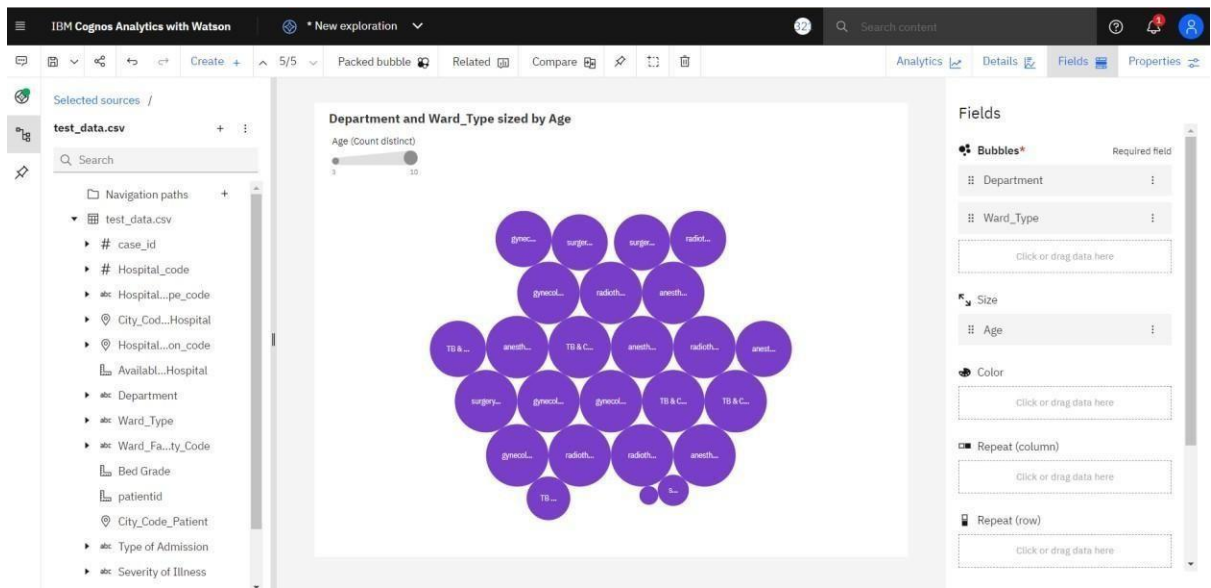 IBM Cognos Analytics with Watson
* New exploration
Search content
Create +
5/5
Packed bubble
Related
Compare
Analytics
Details
Fields
Properties
Selected sources /
test_data.csv
Search
Navigation paths
test_data.csv
# case_id
# Hospital_code
abc Hospital...pe_code
City_Cod...Hospital
Hospital...on_code
Availabl...Hospital
abc Department
abc Ward_Type
abc Ward_Fa...ty_Code
Bed Grade
patientid
City_Code_Patient
abc Type of Admission
abc Severity of Illness
Department and Ward_Type sized by Age
Age (Count distinct)
3 10
gynec... surger... surger... radiot...
gynecol... radioth... anesth...
TB & ... anesth... TB & C... anesth... radioth... anest...
surgery... gynecol... gynecol... TB & C... TB & C...
gynecol... radioth... radioth... anesth...
TB ... s...
Fields
Bubbles* Required field
Department
Ward_Type
Click or drag data here
Size
Age
Color
Click or drag data here
Repeat (column)
Click or drag data here
Repeat (row)
Click or drag data here